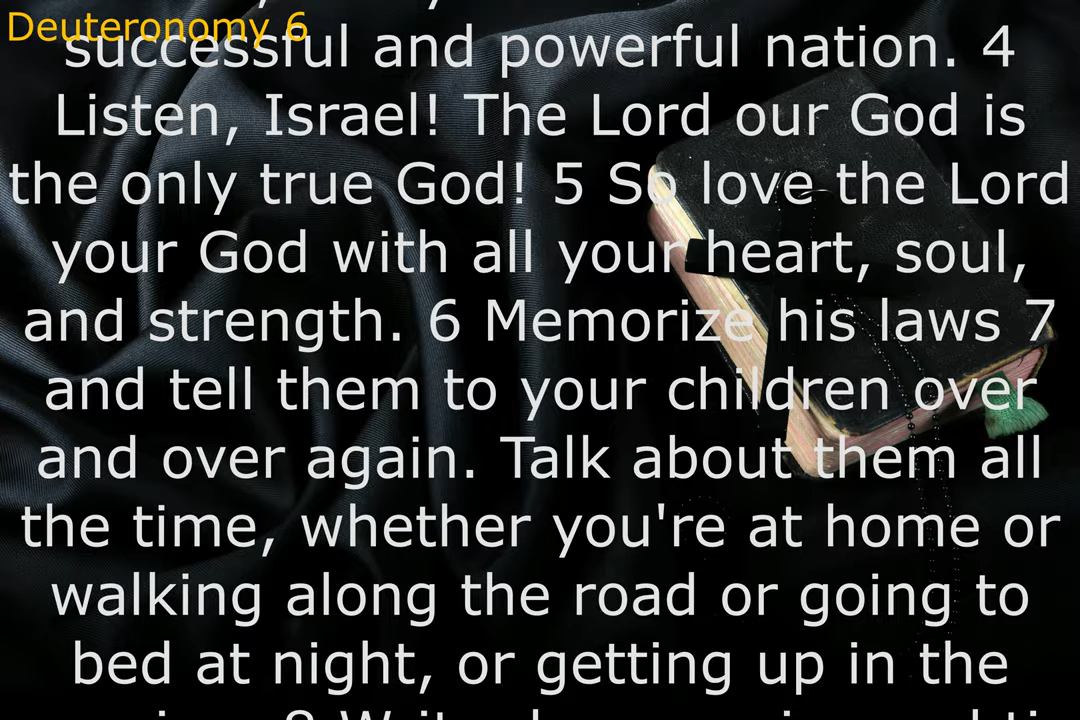 Deuteronomy 6
successful and powerful nation. 4
Listen, Israel! The Lord our God is
the only true God! 5 So love the Lord
your God with all your heart, soul,
and strength. 6 Memorize his laws 7
and tell them to your children over
and over again. Talk about them all
the time, whether you're at home or
walking along the road or going to
bed at night, or getting up in the